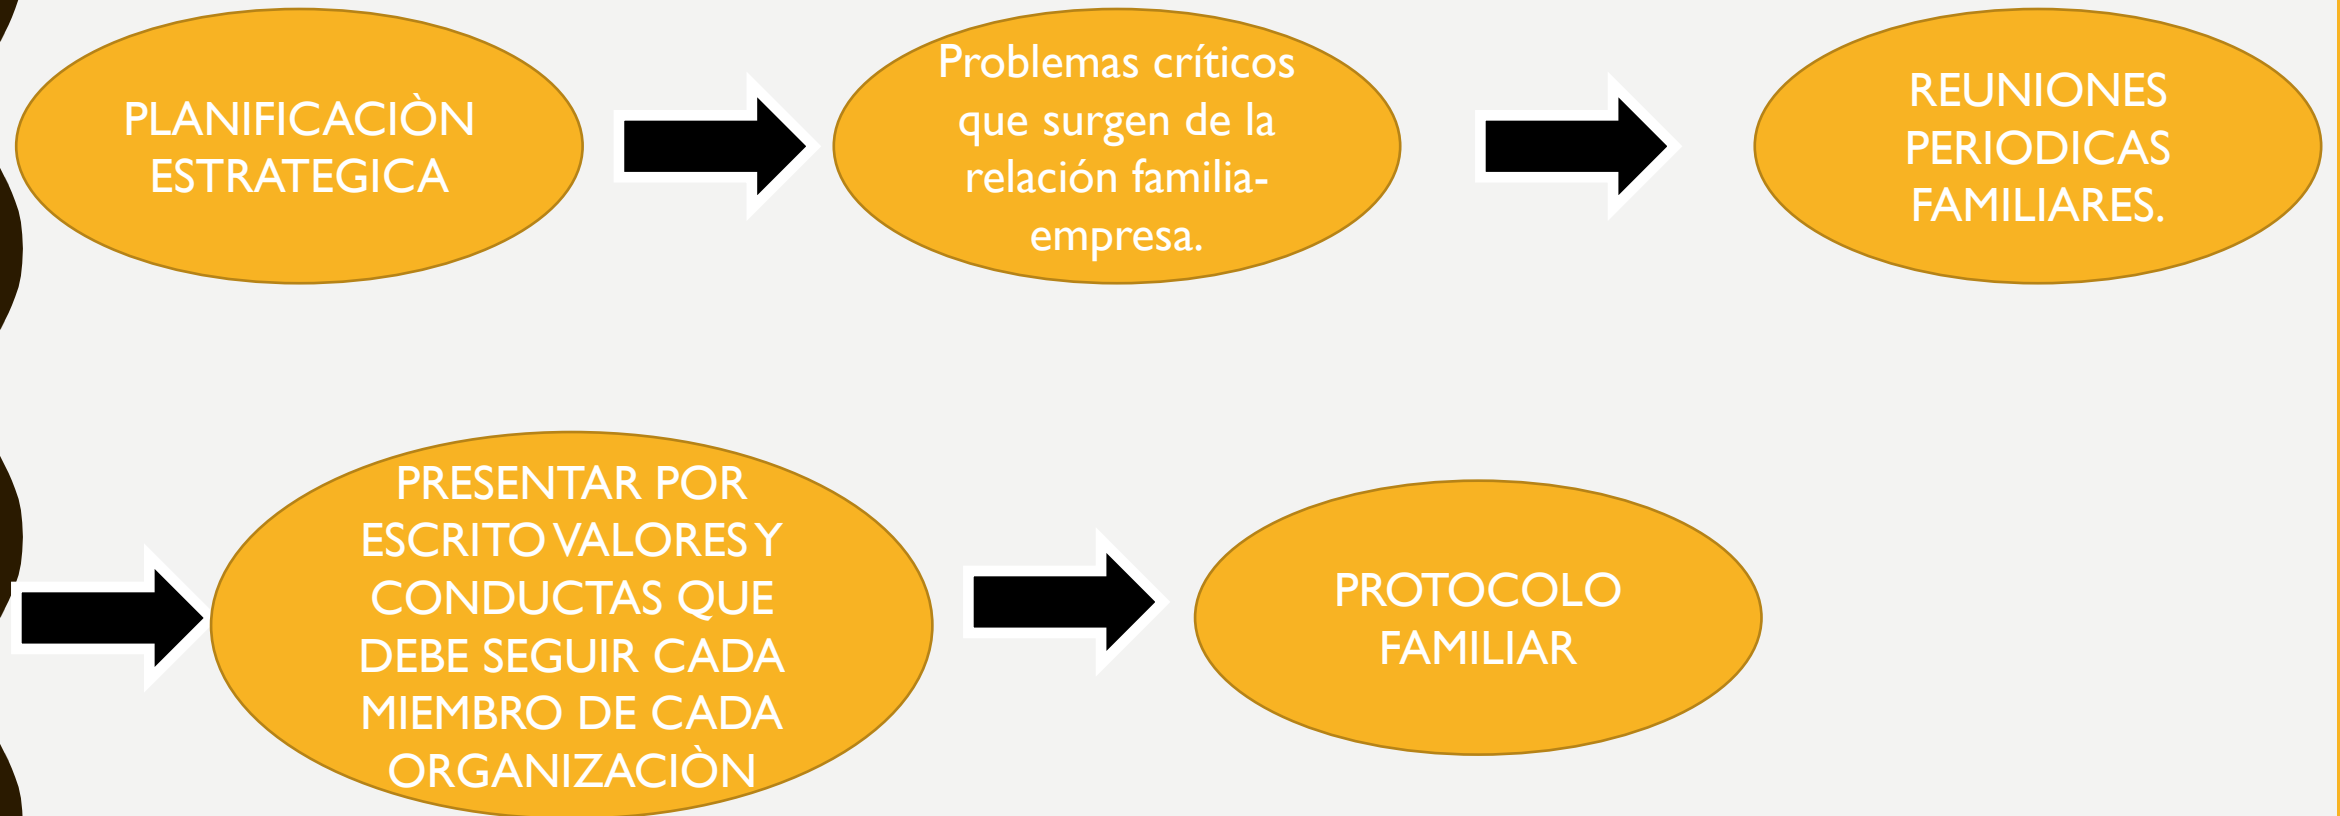 PLANIFICACIÒN
ESTRATEGICA
Problemas críticos
que surgen de la
relación familia-
empresa.
REUNIONES
PERIODICAS
FAMILIARES.
PRESENTAR POR
ESCRITO VALORES Y
CONDUCTAS QUE
DEBE SEGUIR CADA
MIEMBRO DE CADA
ORGANIZACIÒN
PROTOCOLO
FAMILIAR